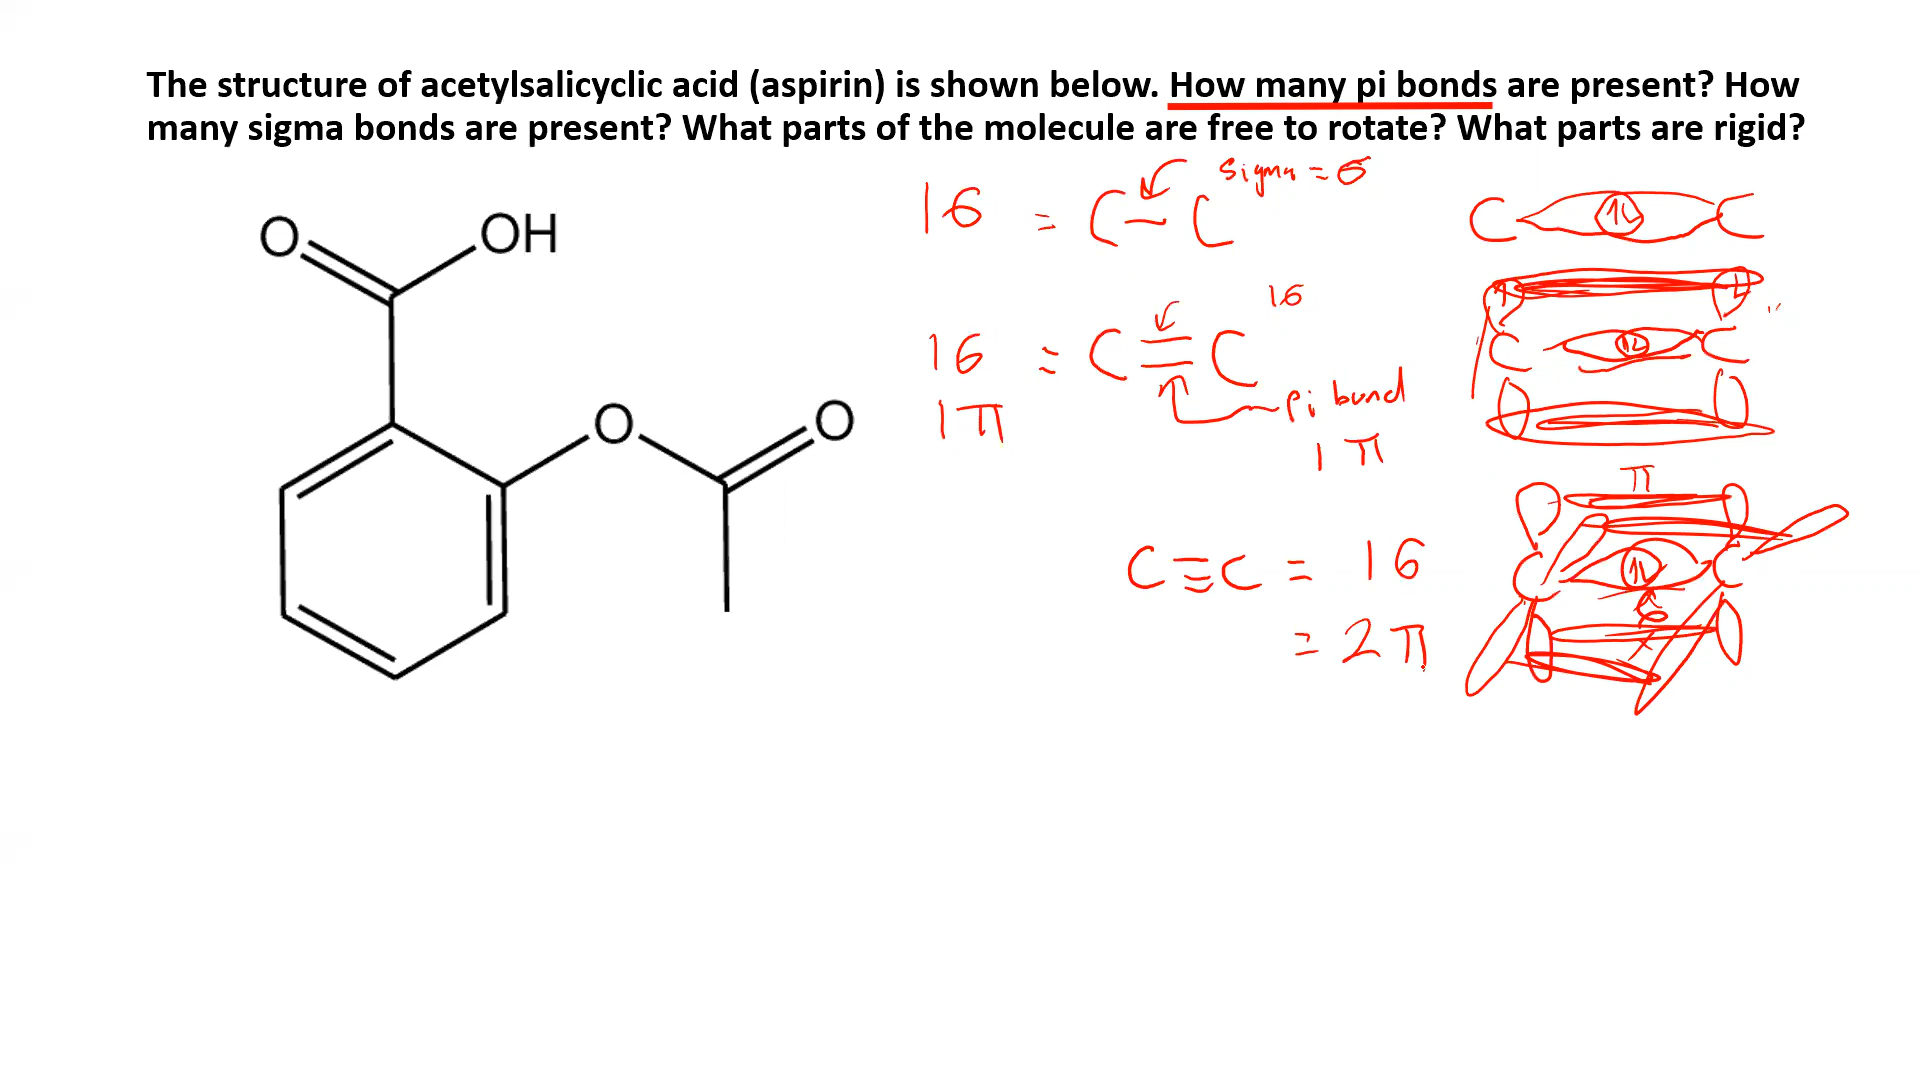 The structure of acetylsalicyclic acid (aspirin) is shown below. How many pi bonds are present? How
many sigma bonds are present? What parts of the molecule are free to rotate? What parts are rigid?
Sigma = σ
1σ = C – C
C C
O OH
1σ
1σ = C = C
C C
1π
pi bond
1π
O O
π
C ≡ C = 1σ
C C
σ
= 2π